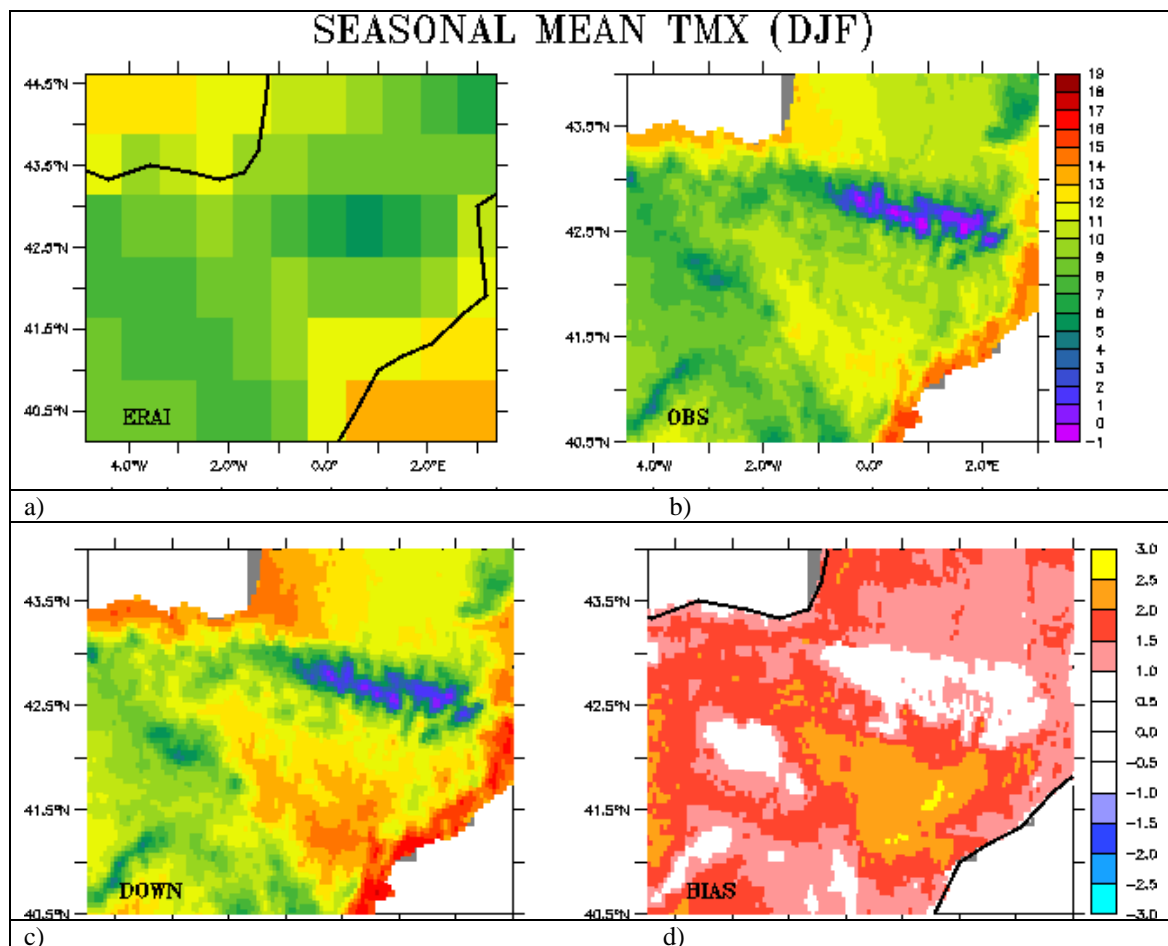 SEASONAL MEAN TMX (DJF)
44.5°N
43.5°N
42.5°N
41.5°N
40.5°N
4.0°W 2.0°W 0.0° 2.0°E
ERAI
43.5°N
42.5°N
41.5°N
40.5°N
4.0°W 2.0°W 0.0° 2.0°E
OBS
19
18
17
16
15
14
13
12
11
10
9
8
7
6
5
4
3
2
1
0
-1
a) b)
43.5°N
42.5°N
41.5°N
40.5°N
DOWN
43.5°N
42.5°N
41.5°N
40.5°N
BIAS
3.0
2.5
2.0
1.5
1.0
0.5
0.0
-0.5
-1.0
-1.5
-2.0
-2.5
-3.0
c) d)